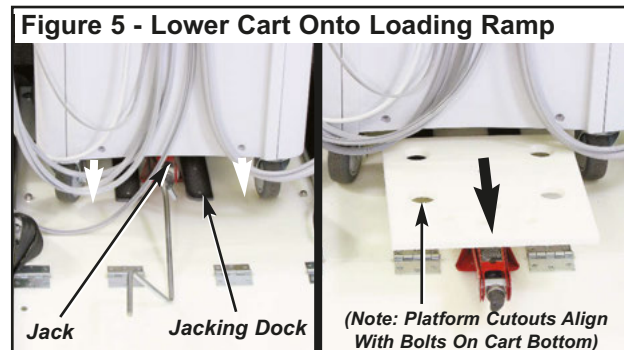 Figure 5 - Lower Cart Onto Loading Ramp
Jack
Jacking Dock
(Note: Platform Cutouts Align
With Bolts On Cart Bottom)